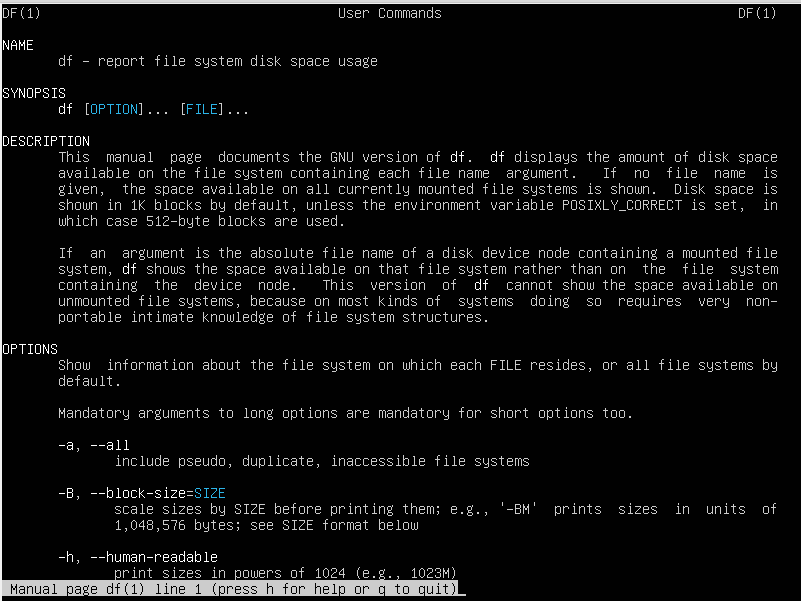 DF(1) User Commands DF(1)
NAME
df - report file system disk space usage
SYNOPSIS
df [OPTION]... [FILE]...
DESCRIPTION
This manual page documents the GNU version of df. df displays the amount of disk space
available on the file system containing each file name argument. If no file name is
given, the space available on all currently mounted file systems is shown. Disk space is
shown in 1K blocks by default, unless the environment variable POSIXLY_CORRECT is set, in
which case 512-byte blocks are used.
If an argument is the absolute file name of a disk device node containing a mounted file
system, df shows the space available on that file system rather than on the file system
containing the device node. This version of df cannot show the space available on
unmounted file systems, because on most kinds of systems doing so requires very non-
portable intimate knowledge of file system structures.
OPTIONS
Show information about the file system on which each FILE resides, or all file systems by
default.
Mandatory arguments to long options are mandatory for short options too.
-a, --all
include pseudo, duplicate, inaccessible file systems
-B, --block-size=SIZE
scale sizes by SIZE before printing them; e.g., '-BM' prints sizes in units of
1,048,576 bytes; see SIZE format below
-h, --human-readable
print sizes in powers of 1024 (e.g., 1023M)
Manual page df(1) line 1 (press h for help or q to quit)